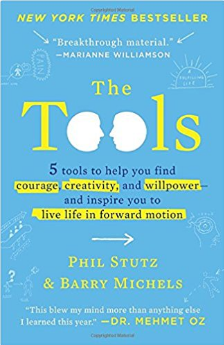 NEW YORK TIMES BESTSELLER
"Breakthrough material."
—MARIANNE WILLIAMSON
The
Tools
5 tools to help you find
courage, creativity, and willpower—
and inspire you to
live life in forward motion
PHIL STUTZ
& BARRY MICHELS
"This blew my mind more than anything else
I learned this year." —DR. MEHMET OZ